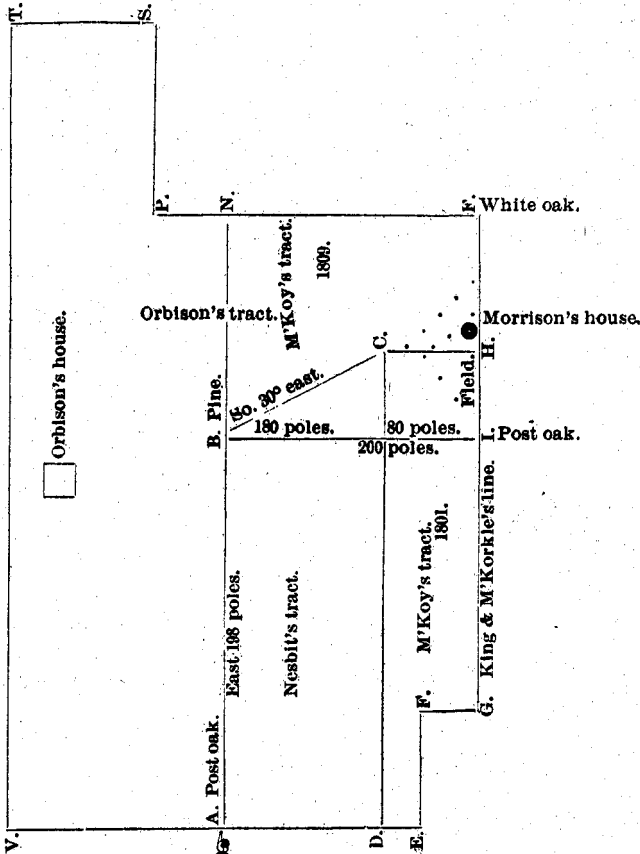 T.
S.
P.
N.
F. White oak.
Orbison's house.
Orbison's tract.
M'Koy's tract.
1809.
C.
Morrison's house.
H.
Field.
B. Pine.
So. 30° east.
180 poles.
80 poles.
200 poles.
I. Post oak.
East 198 poles.
Nesbit's tract.
M'Koy's tract.
1801.
F.
G. King & M'Korkle's line.
V.
A. Post oak.
D.
E.